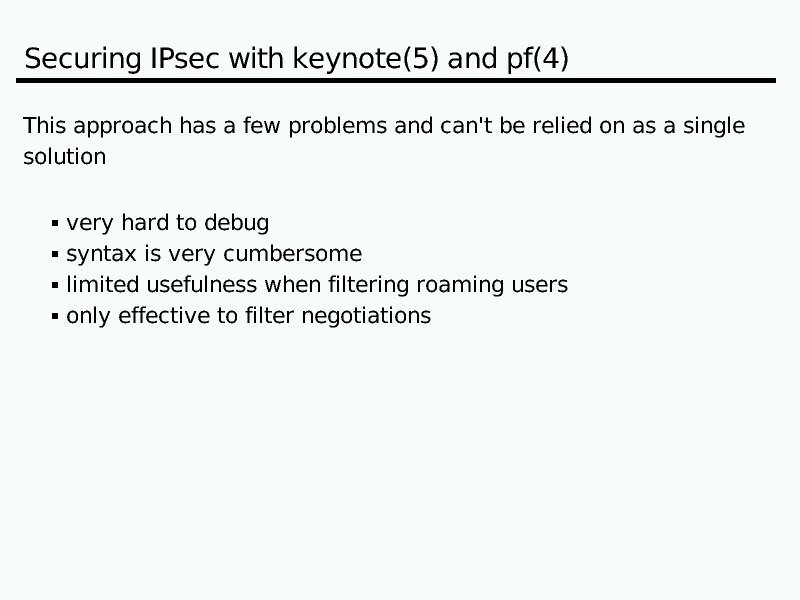 Securing IPsec with keynote(5) and pf(4)
This approach has a few problems and can't be relied on as a single
solution
▪ very hard to debug
▪ syntax is very cumbersome
▪ limited usefulness when filtering roaming users
▪ only effective to filter negotiations